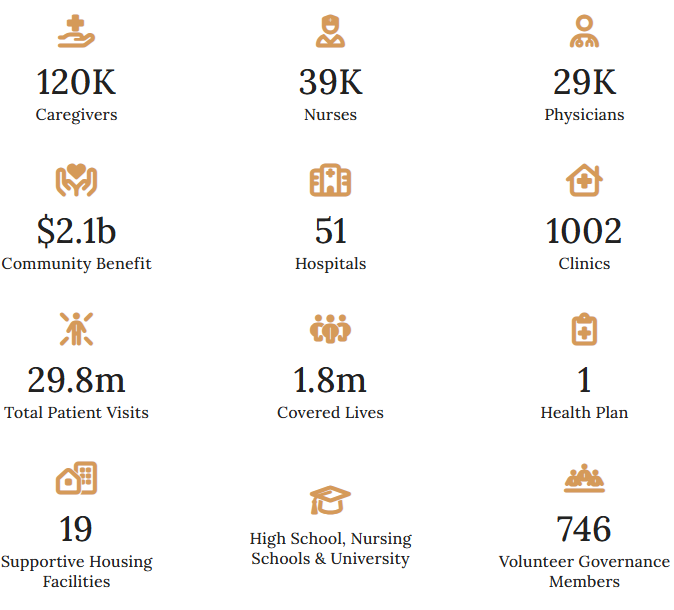 120K
Caregivers
39K
Nurses
29K
Physicians
$2.1b
Community Benefit
51
Hospitals
1002
Clinics
29.8m
Total Patient Visits
1.8m
Covered Lives
1
Health Plan
19
Supportive Housing
Facilities
High School, Nursing
Schools & University
746
Volunteer Governance
Members